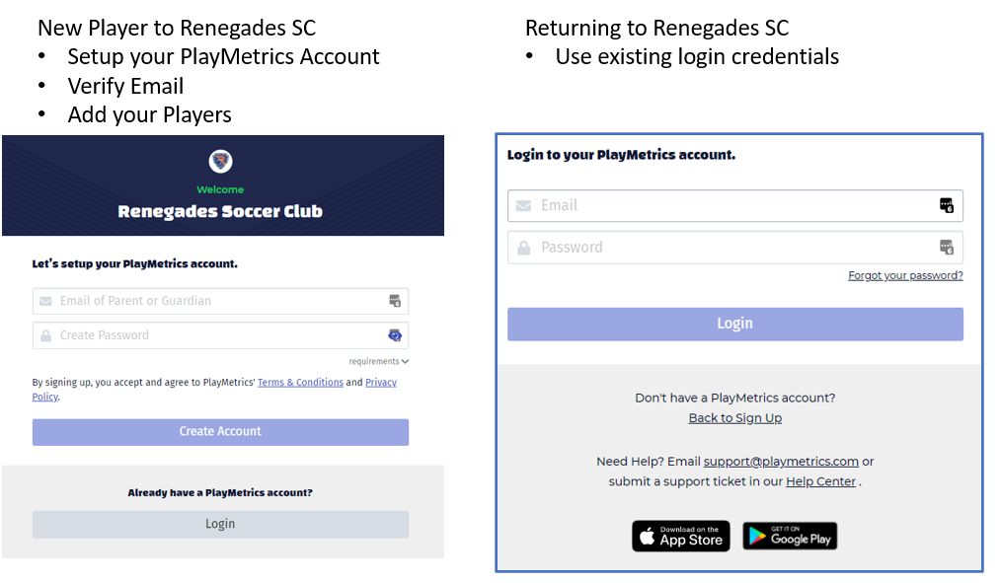 New Player to Renegades SC
• Setup your PlayMetrics Account
• Verify Email
• Add your Players
Welcome
Renegades Soccer Club
Let's setup your PlayMetrics account.
Email of Parent or Guardian
Create Password
requirements
By signing up, you accept and agree to PlayMetrics' Terms & Conditions and Privacy
Policy.
Create Account
Already have a PlayMetrics account?
Login
Returning to Renegades SC
• Use existing login credentials
Login to your PlayMetrics account.
Email
Password
Forgot your password?
Login
Don't have a PlayMetrics account?
Back to Sign Up
Need Help? Email support@playmetrics.com or
submit a support ticket in our Help Center .
Download on the
App Store
GET IT ON
Google Play